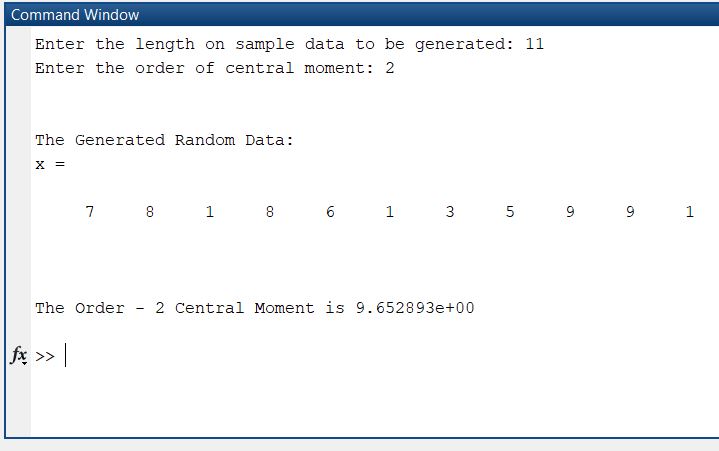 Command Window
Enter the length on sample data to be generated: 11
Enter the order of central moment: 2
The Generated Random Data:
x =
7 8 1 8 6 1 3 5 9 9 1
The Order - 2 Central Moment is 9.652893e+00
fx >>